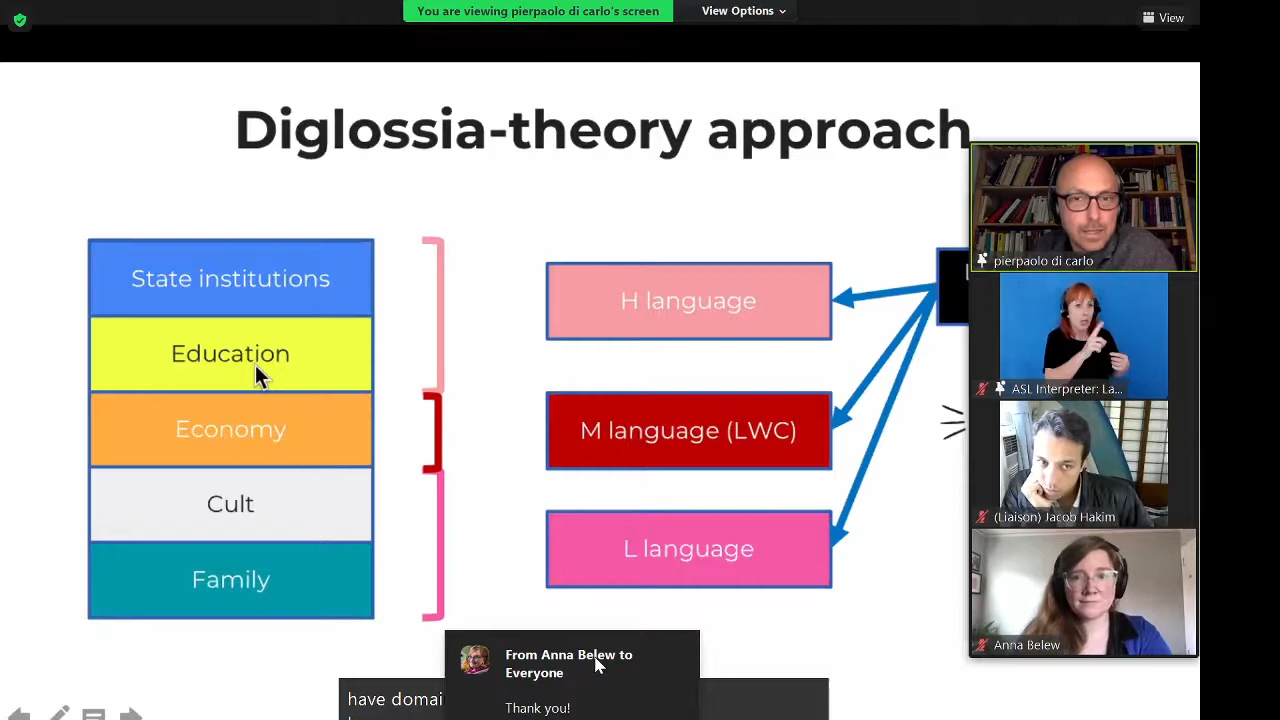 You are viewing pierpaolo di carlo's screen
View Options
View
Diglossia-theory approach
State institutions
Education
Economy
Cult
Family
H language
M language (LWC)
L language
pierpaolo di carlo
ASL Interpreter: La...
(Liaison) Jacob Hakim
Anna Belew
From Anna Belew to
Everyone
Thank you!
have domai